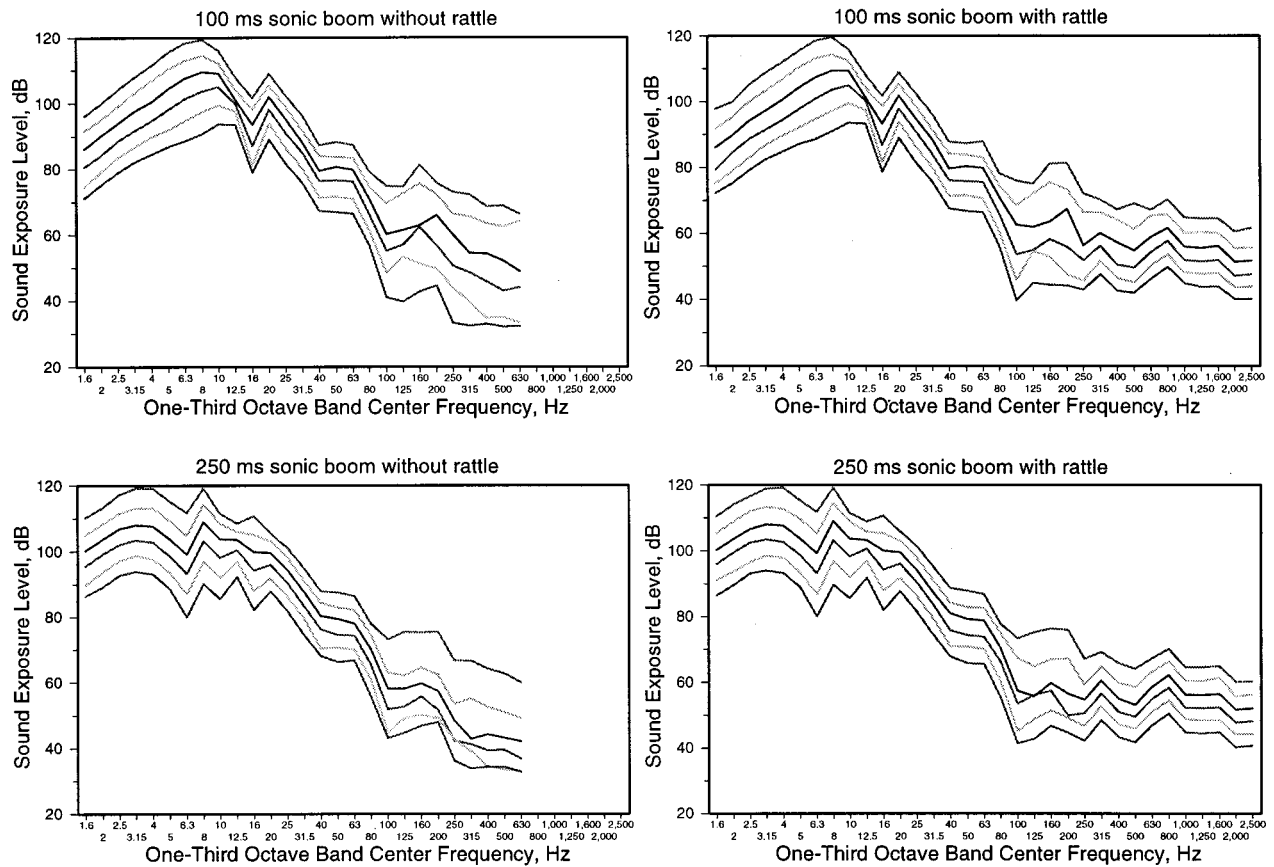 100 ms sonic boom without rattle
Sound Exposure Level, dB
120
100
80
60
40
20
1.6 2.5 4 6.3 10 16 25 40 63 100 160 250 400 630 1,000 1,600 2,500
2 3.15 5 8 12.5 20 31.5 50 80 125 200 315 500 800 1,250 2,000
One-Third Octave Band Center Frequency, Hz
100 ms sonic boom with rattle
Sound Exposure Level, dB
120
100
80
60
40
20
1.6 2.5 4 6.3 10 16 25 40 63 100 160 250 400 630 1,000 1,600 2,500
2 3.15 5 8 12.5 20 31.5 50 80 125 200 315 500 800 1,250 2,000
One-Third Octave Band Center Frequency, Hz
250 ms sonic boom without rattle
Sound Exposure Level, dB
120
100
80
60
40
20
1.6 2.5 4 6.3 10 16 25 40 63 100 160 250 400 630 1,000 1,600 2,500
2 3.15 5 8 12.5 20 31.5 50 80 125 200 315 500 800 1,250 2,000
One-Third Octave Band Center Frequency, Hz
250 ms sonic boom with rattle
Sound Exposure Level, dB
120
100
80
60
40
20
1.6 2.5 4 6.3 10 16 25 40 63 100 160 250 400 630 1,000 1,600 2,500
2 3.15 5 8 12.5 20 31.5 50 80 125 200 315 500 800 1,250 2,000
One-Third Octave Band Center Frequency, Hz